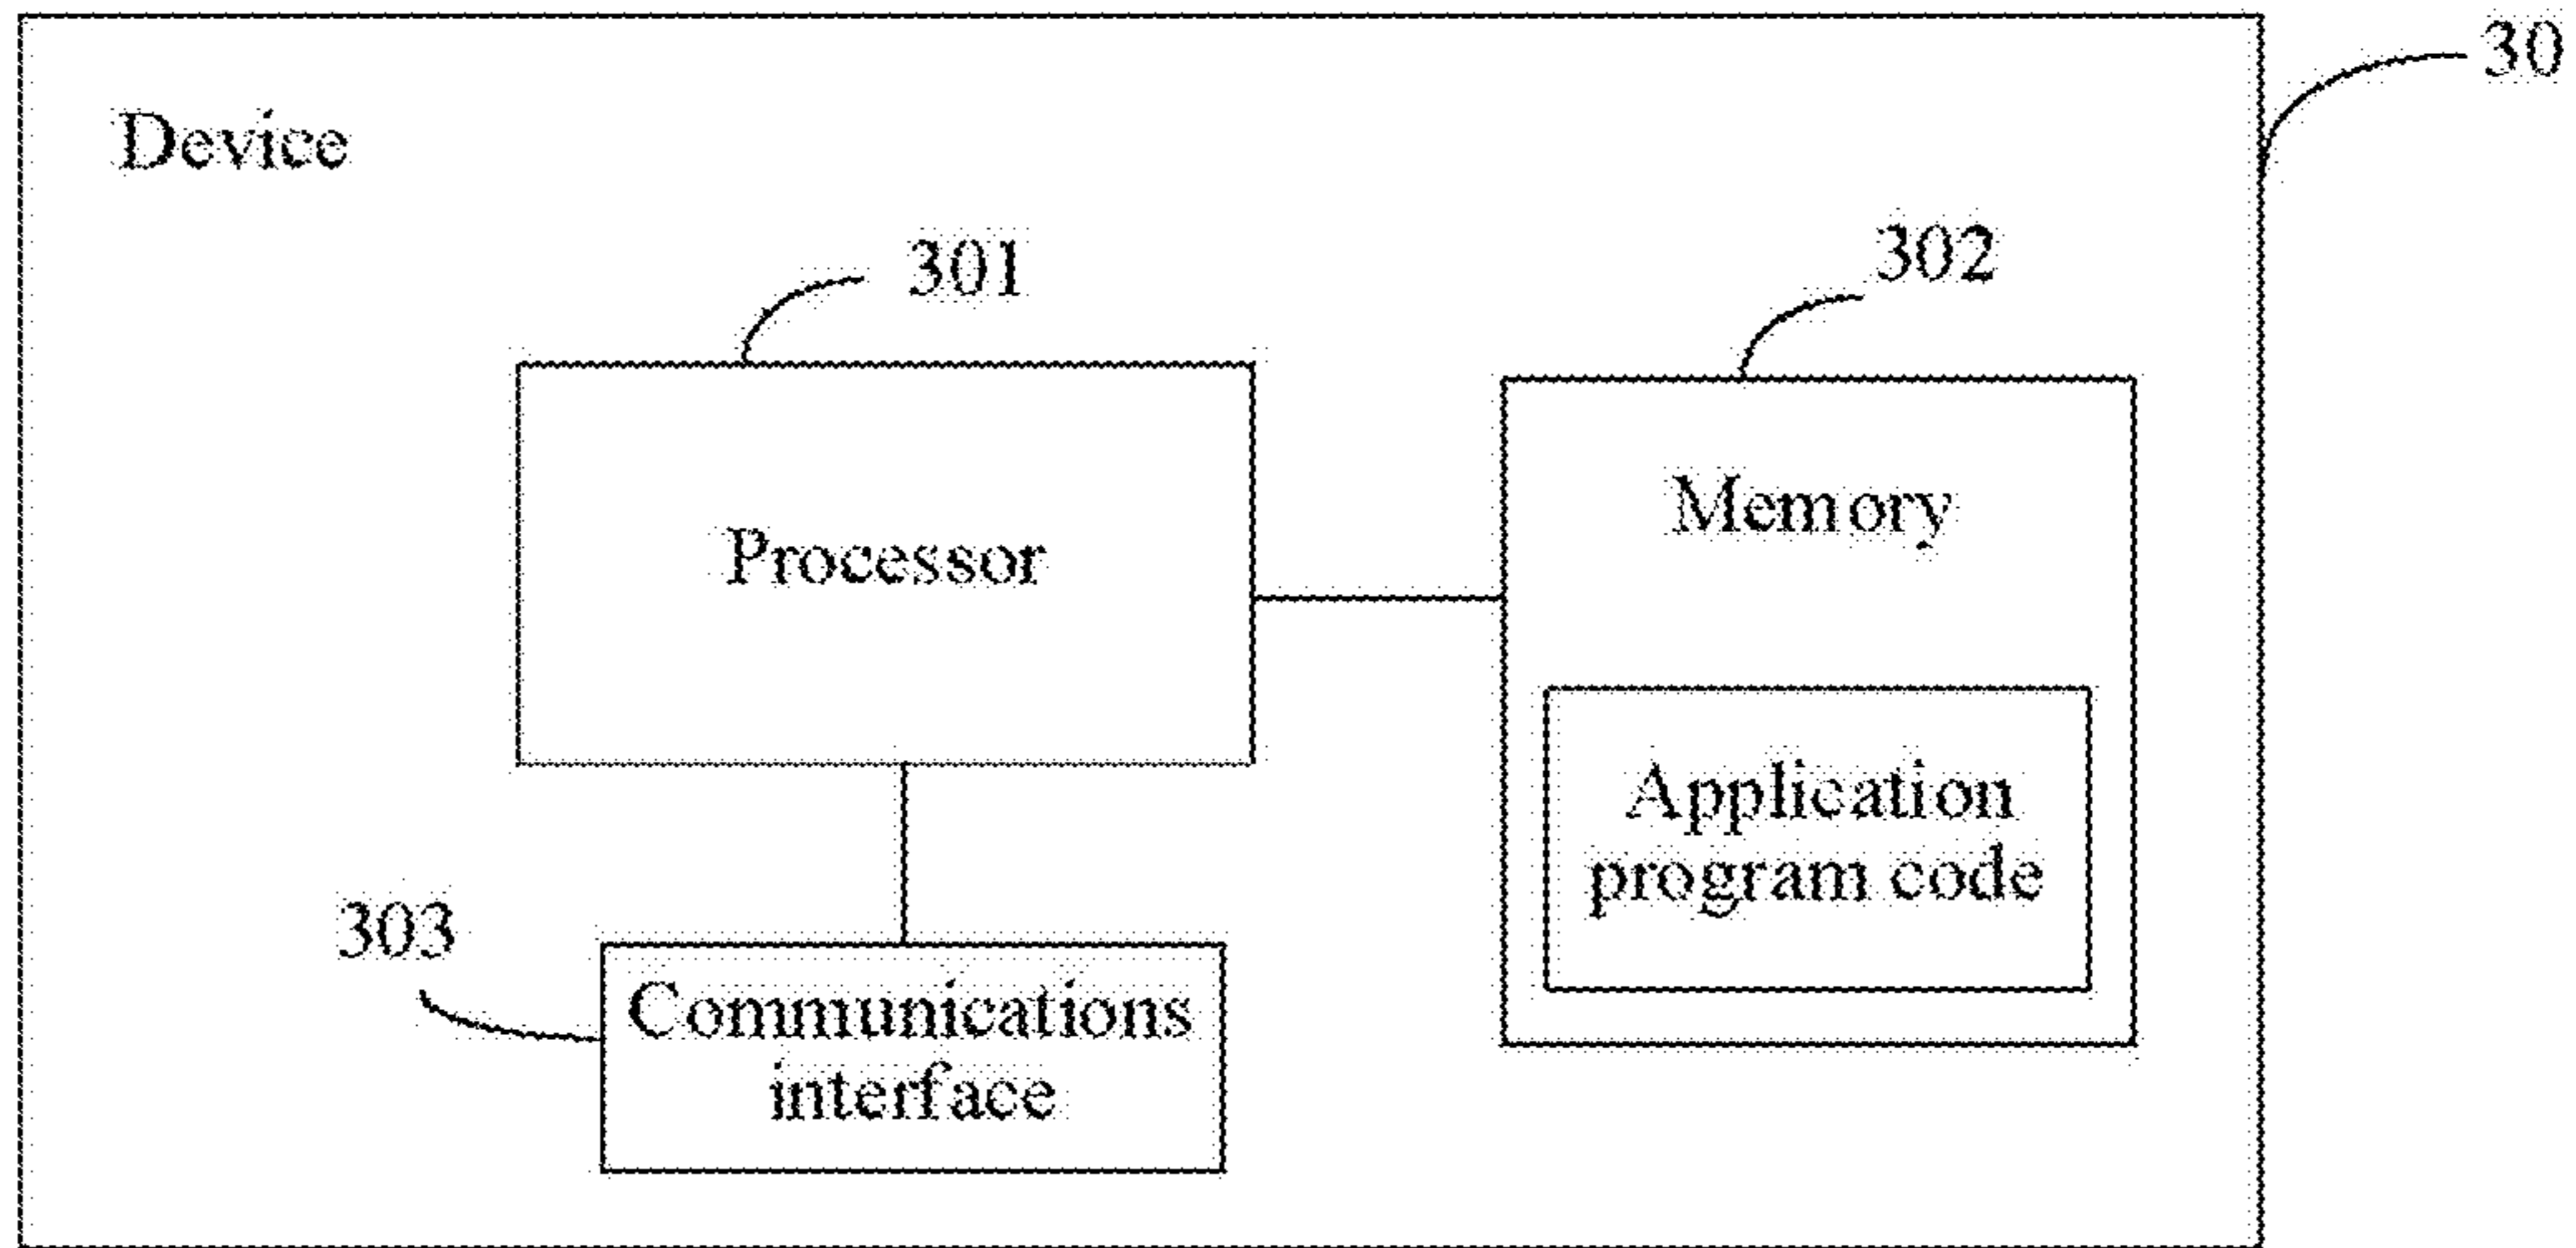 30
Device
301
302
Processor
Memory
Application
program code
303
Communications
interface